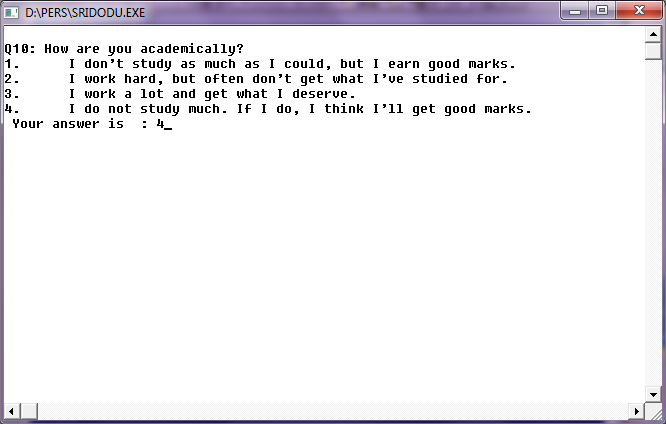 D:\PERS\SRIDODU.EXE
Q10: How are you academically?
1. I don't study as much as I could, but I earn good marks.
2. I work hard, but often don't get what I've studied for.
3. I work a lot and get what I deserve.
4. I do not study much. If I do, I think I'll get good marks.
Your answer is : 4_